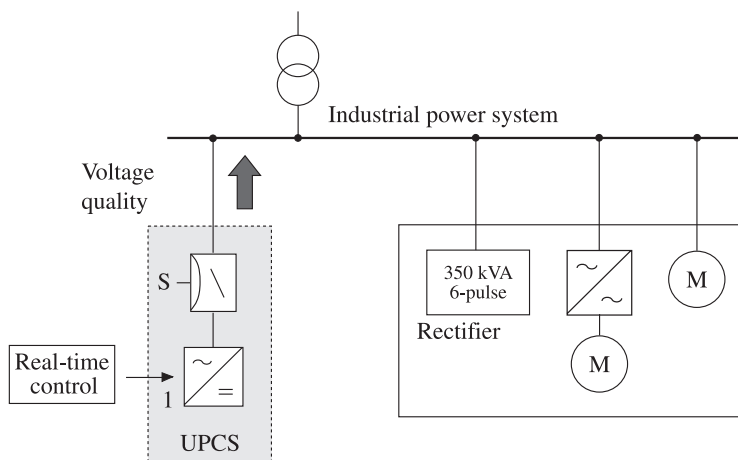 Industrial power system
Voltage
quality
S
350 kVA
6-pulse
M
Rectifier
Real-time
control
1
M
UPCS